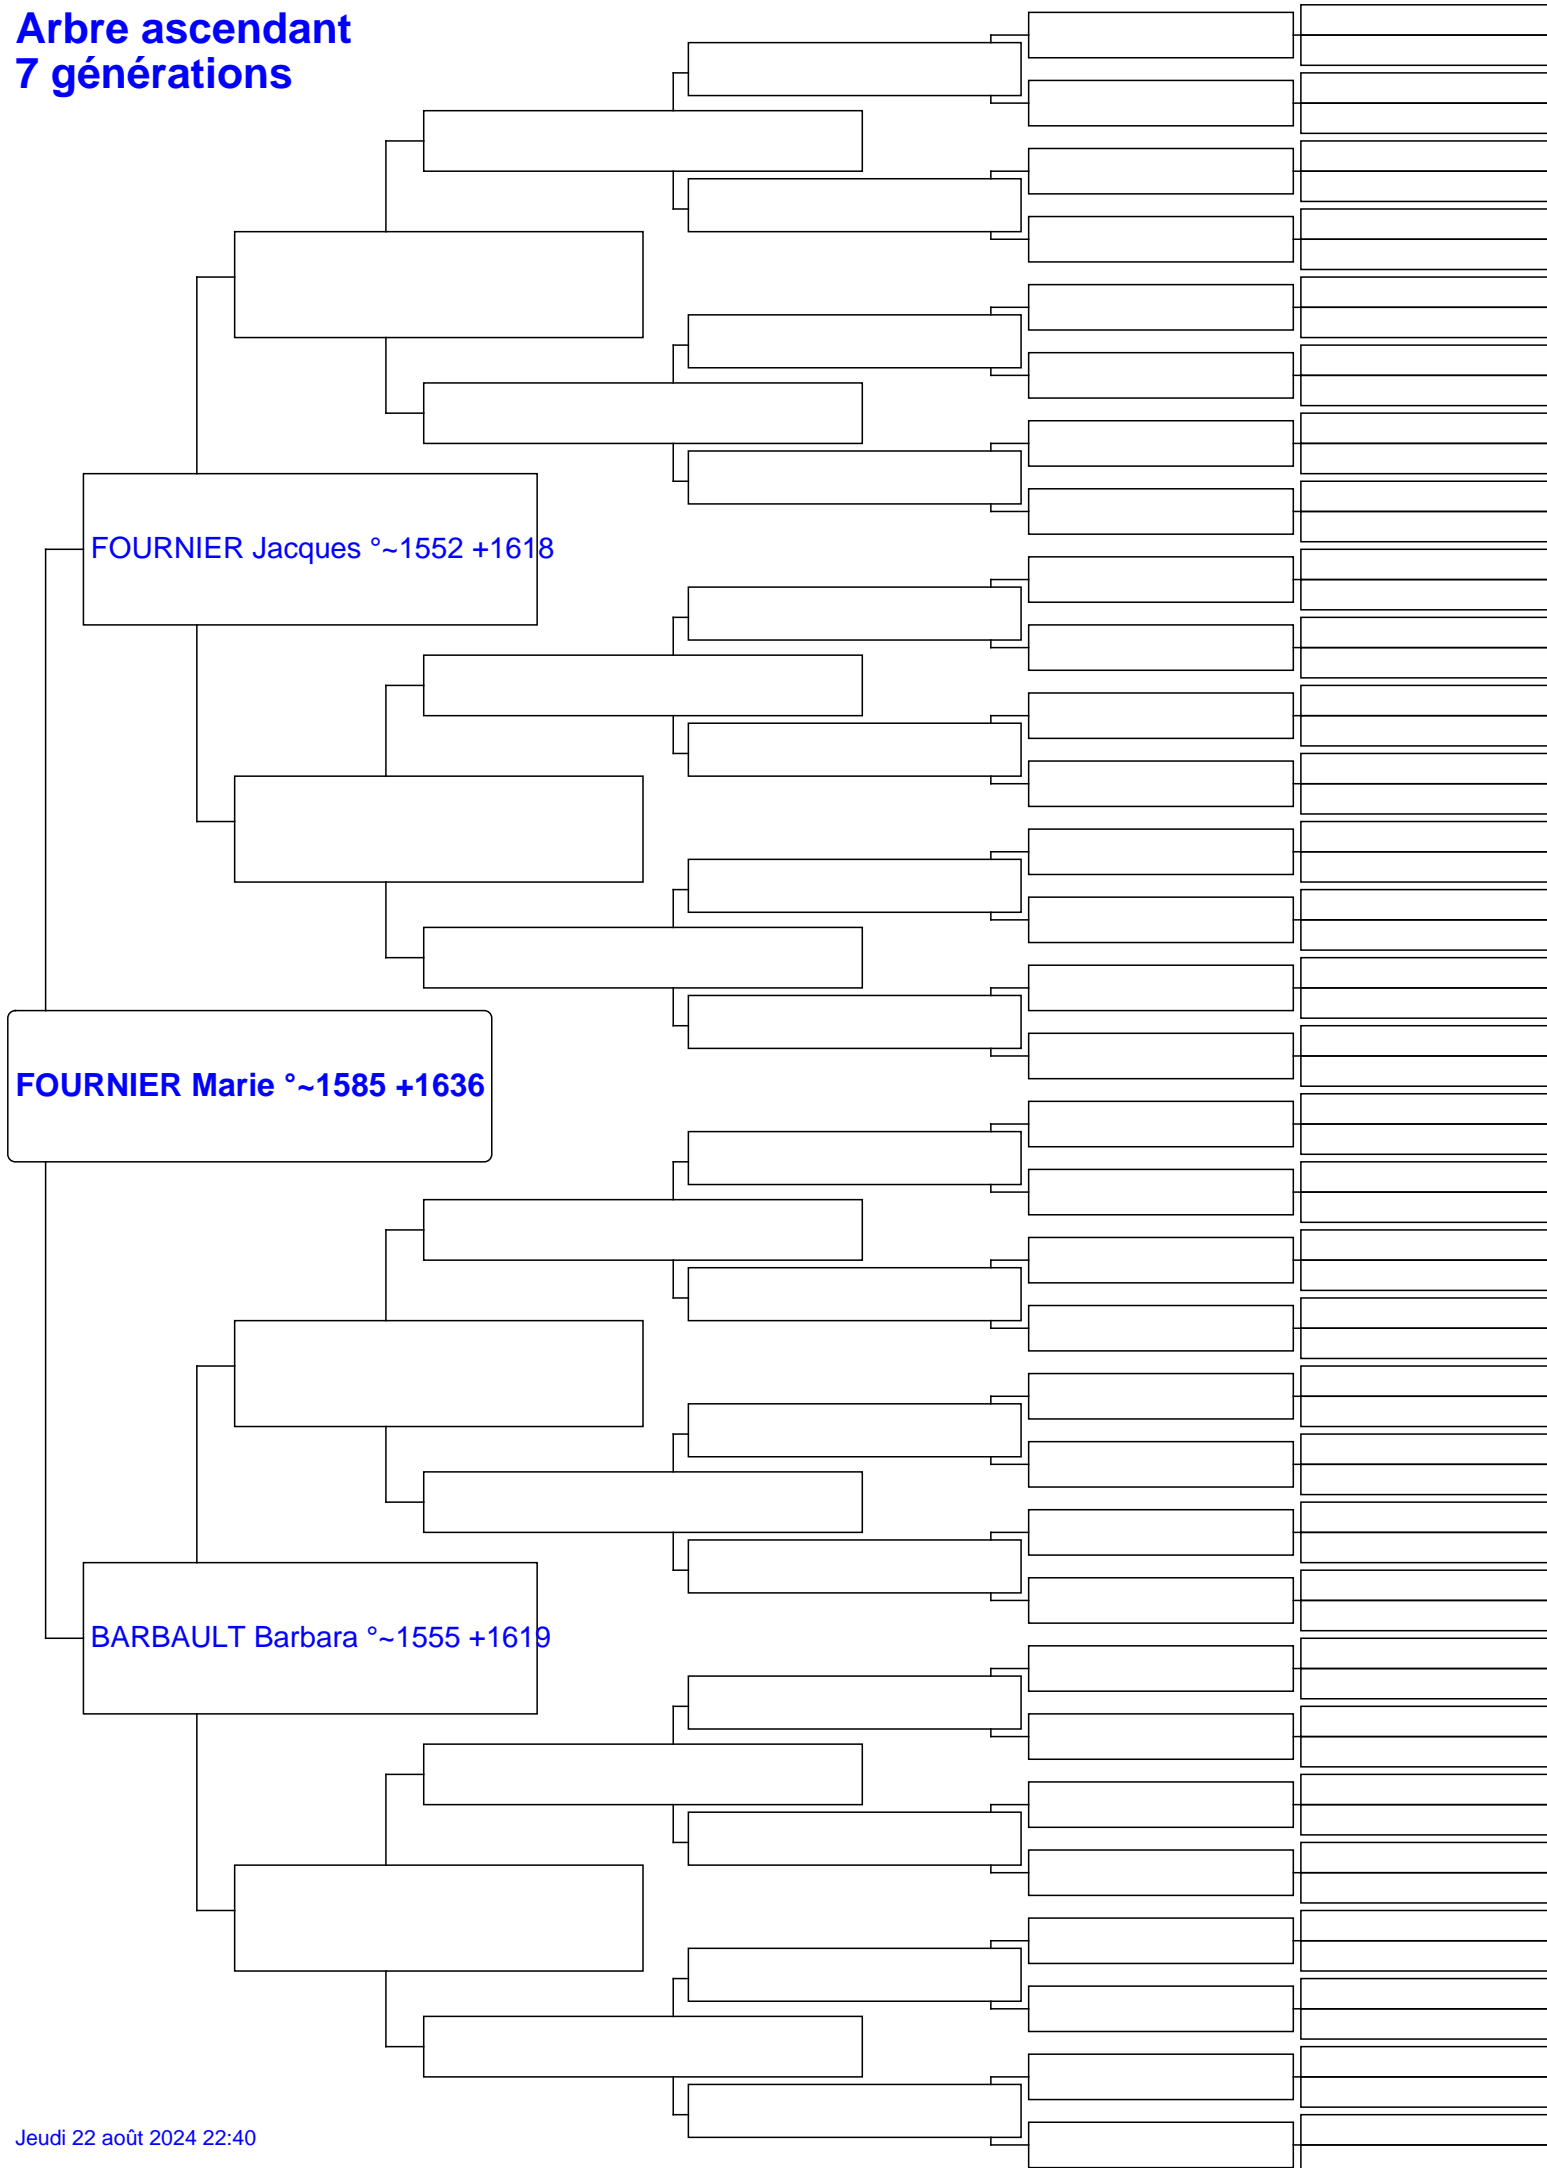 Arbre ascendant
7 générations
FOURNIER Jacques °~1552 +1618
FOURNIER Marie °~1585 +1636
BARBAULT Barbara °~1555 +1619
Jeudi 22 août 2024 22:40